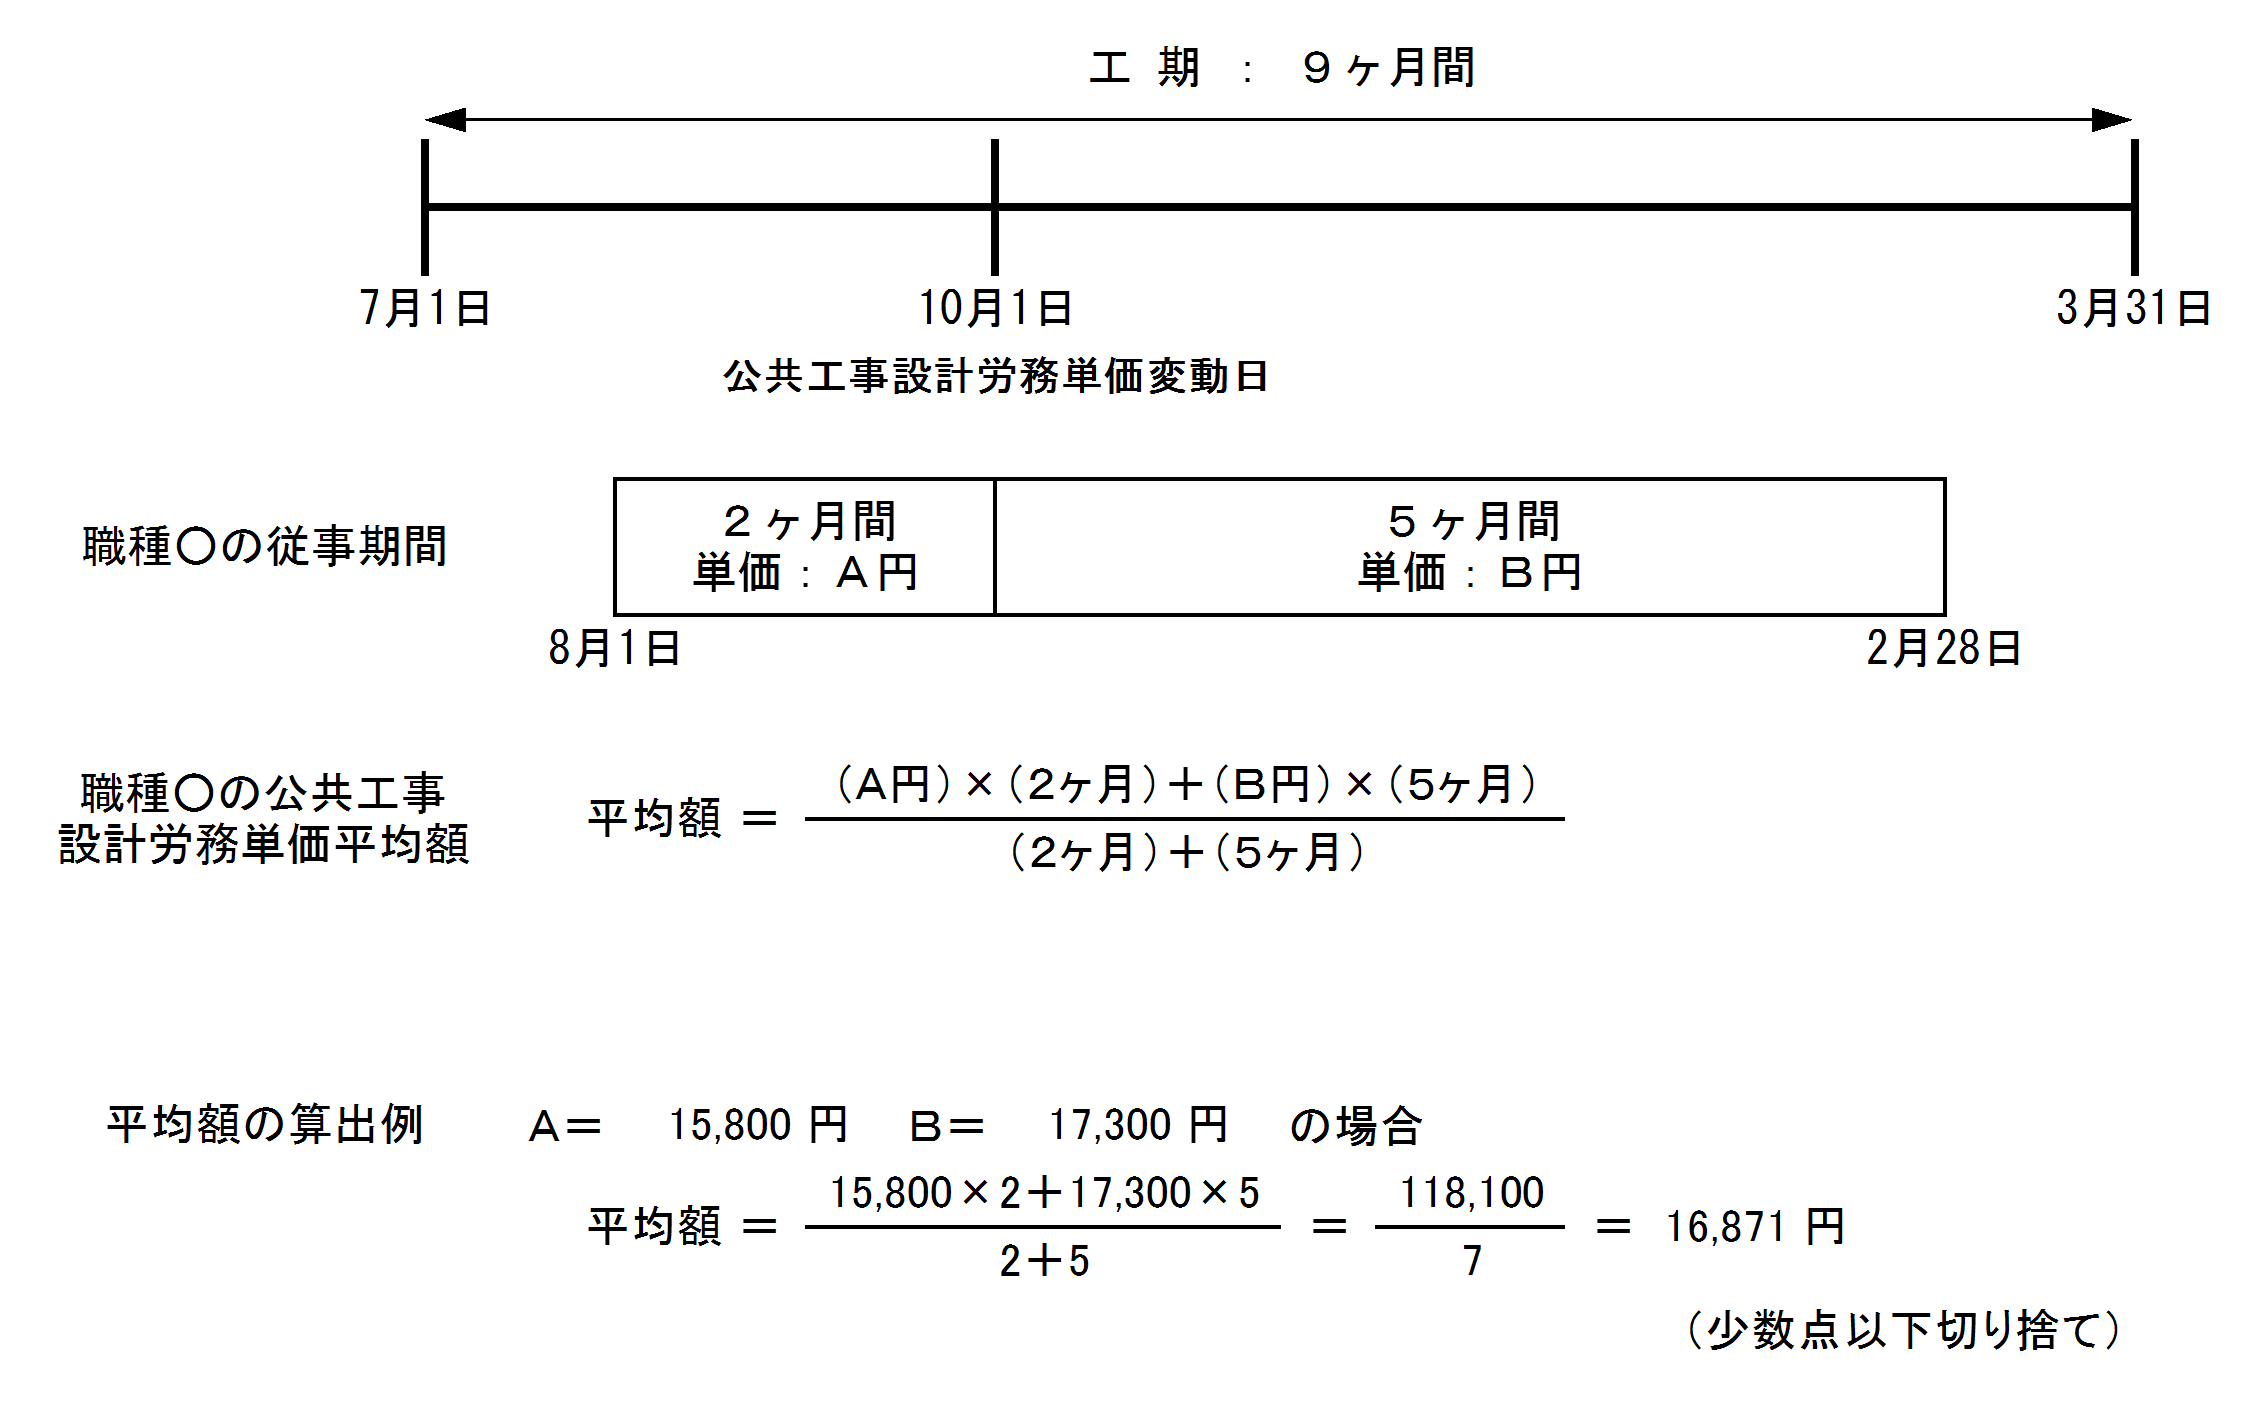 工 期 ： ９ヶ月間
7月1日 10月1日 3月31日
公共工事設計労務単価変動日
２ヶ月間 ５ヶ月間
職種〇の従事期間
単価：Ａ円 単価：Ｂ円
8月1日 2月28日
職種〇の公共工事
設計労務単価平均額
平均額 ＝
（Ａ円）×（２ヶ月）＋（Ｂ円）×（５ヶ月）
（２ヶ月）＋（５ヶ月）
平均額の算出例 Ａ＝ 15,800 円 Ｂ＝ 17,300 円 の場合
15,800×2＋17,300×5 118,100
平均額 ＝ ＝ ＝ 16,871 円
2＋5 7
（少数点以下切り捨て）